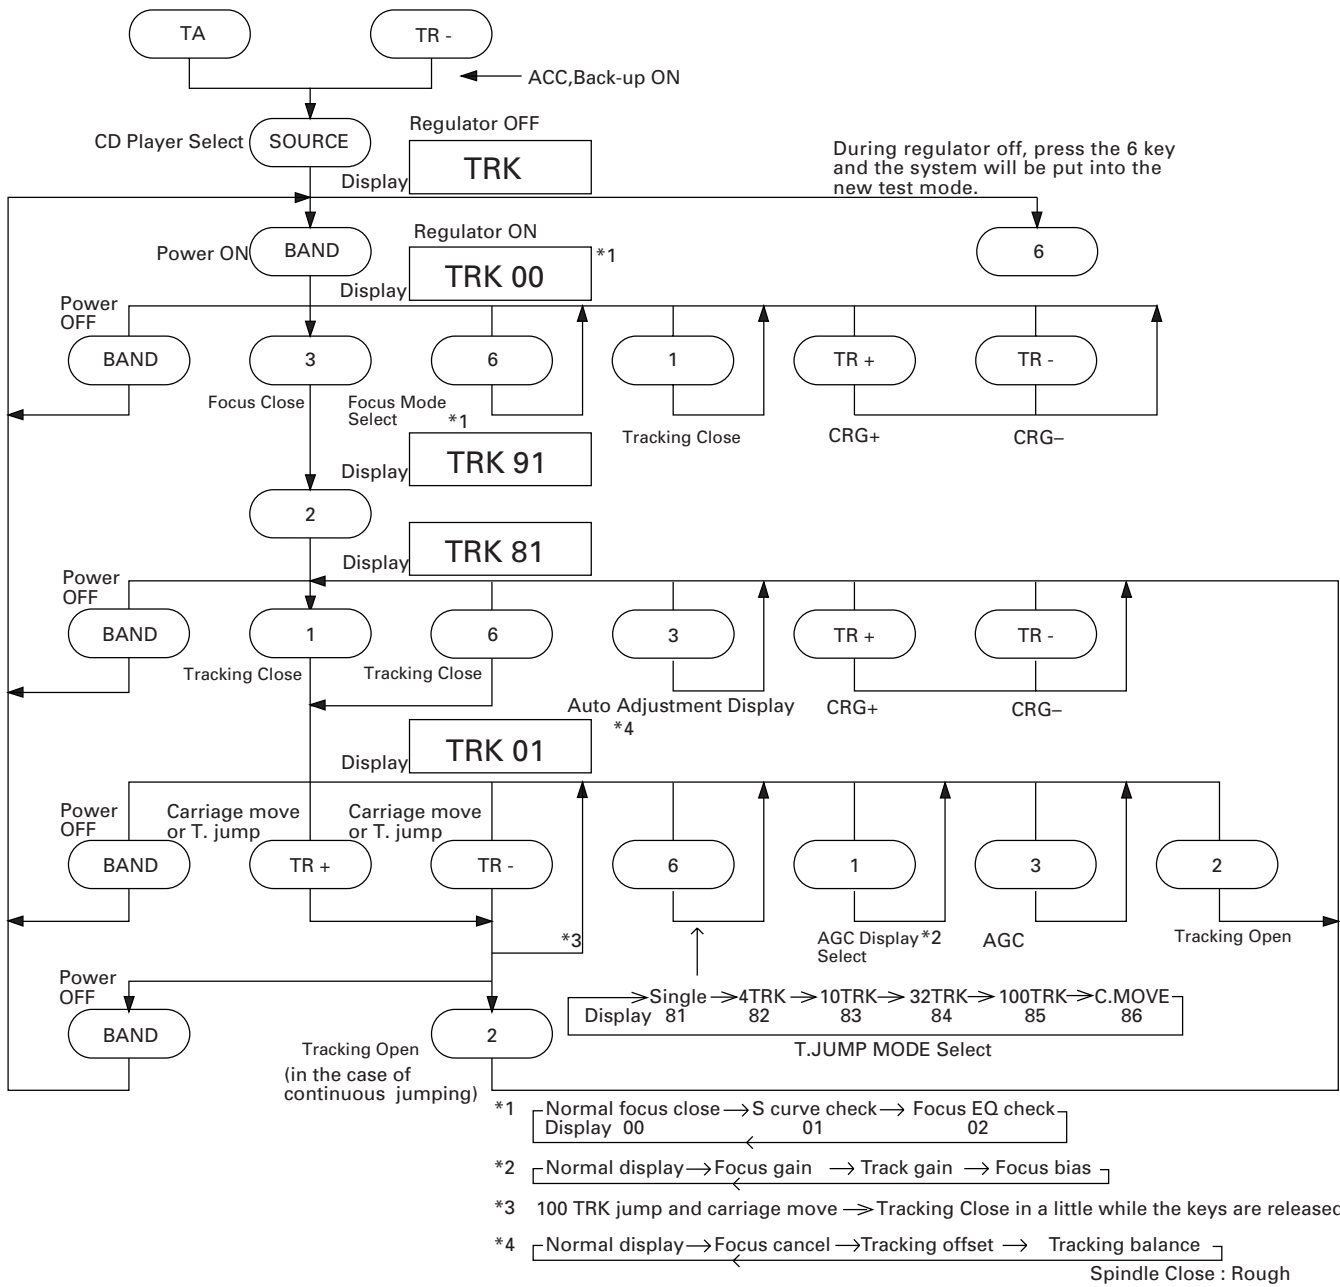 TA
TR -
ACC,Back-up ON
CD Player Select
SOURCE
Regulator OFF
Display
TRK
During regulator off, press the 6 key
and the system will be put into the
new test mode.
Power ON
BAND
Regulator ON
Display
TRK 00
*1
6
Power
OFF
BAND
3
6
1
TR +
TR -
Focus Close
Focus Mode
Select
*1
Tracking Close
CRG+
CRG–
Display
TRK 91
2
Display
TRK 81
Power
OFF
BAND
1
6
3
TR +
TR -
Tracking Close
Tracking Close
Auto Adjustment Display
*4
CRG+
CRG–
Display
TRK 01
Power
OFF
Carriage move
or T. jump
Carriage move
or T. jump
BAND
TR +
TR -
6
1
3
2
*3
AGC Display *2
Select
AGC
Tracking Open
Power
OFF
BAND
2
Tracking Open
(in the case of
continuous jumping)
Single → 4TRK → 10TRK → 32TRK → 100TRK → C.MOVE
Display 81 82 83 84 85 86
T.JUMP MODE Select
*1 Normal focus close → S curve check → Focus EQ check
Display 00 01 02
*2 Normal display → Focus gain → Track gain → Focus bias
*3 100 TRK jump and carriage move → Tracking Close in a little while the keys are released
*4 Normal display → Focus cancel → Tracking offset → Tracking balance
Spindle Close : Rough